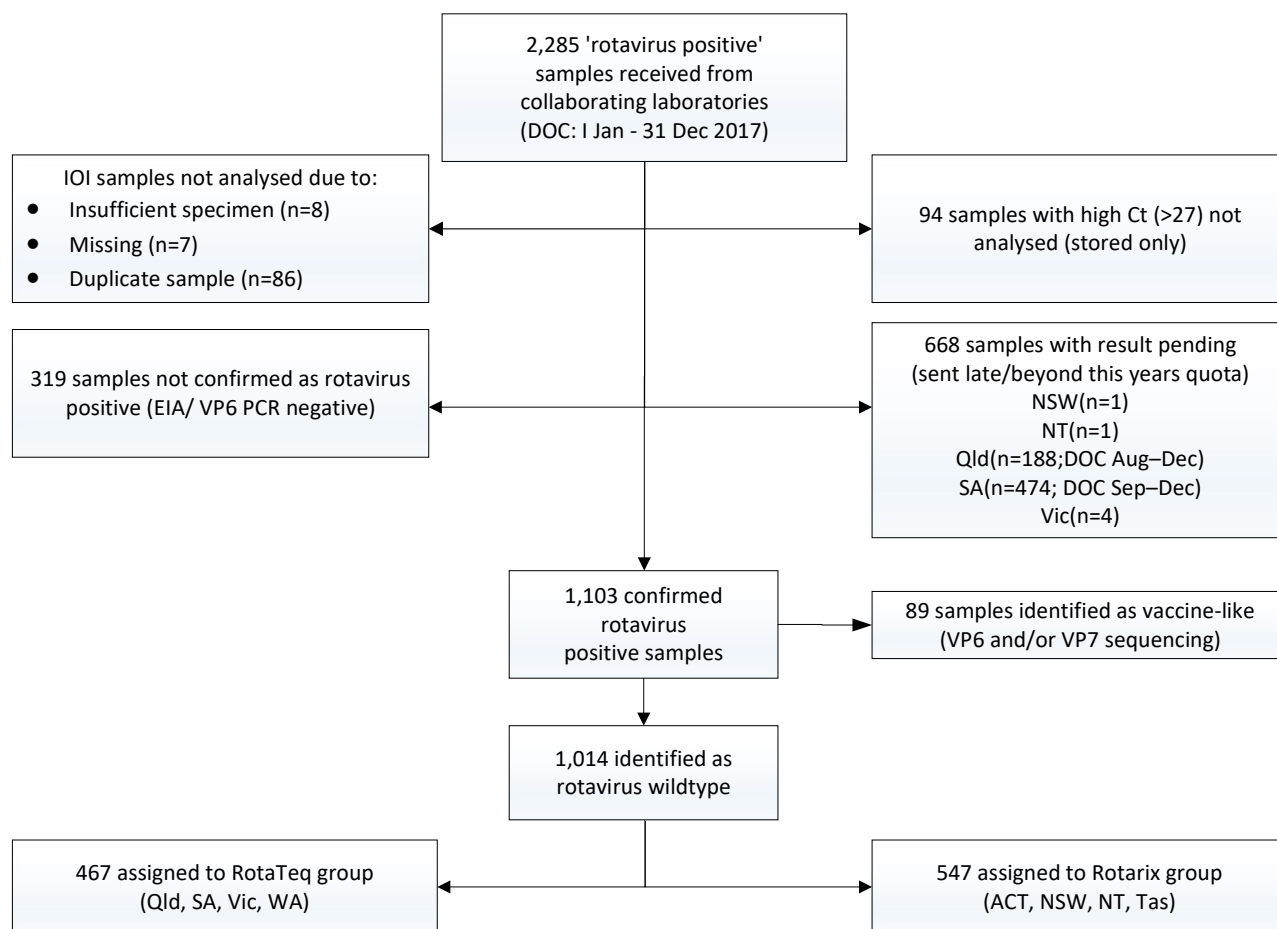 2,285 'rotavirus positive'
samples received from
collaborating laboratories
(DOC: I Jan - 31 Dec 2017)
IOI samples not analysed due to:
● Insufficient specimen (n=8)
● Missing (n=7)
● Duplicate sample (n=86)
94 samples with high Ct (>27) not
analysed (stored only)
319 samples not confirmed as rotavirus
positive (EIA/ VP6 PCR negative)
668 samples with result pending
(sent late/beyond this years quota)
NSW(n=1)
NT(n=1)
Qld(n=188;DOC Aug–Dec)
SA(n=474; DOC Sep–Dec)
Vic(n=4)
1,103 confirmed
rotavirus
positive samples
89 samples identified as vaccine-like
(VP6 and/or VP7 sequencing)
1,014 identified as
rotavirus wildtype
467 assigned to RotaTeq group
(Qld, SA, Vic, WA)
547 assigned to Rotarix group
(ACT, NSW, NT, Tas)